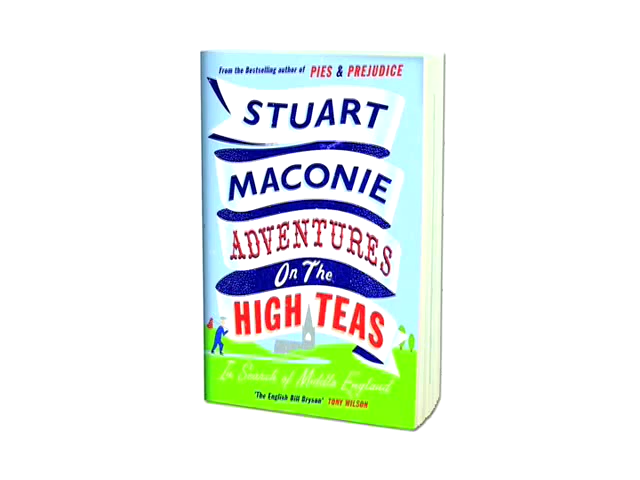 From the Bestselling author of PIES & PREJUDICE
STUART
MACONIE
ADVENTURES
On The
HIGH TEAS
In Search of Middle England
'The English Bill Bryson' TONY WILSON